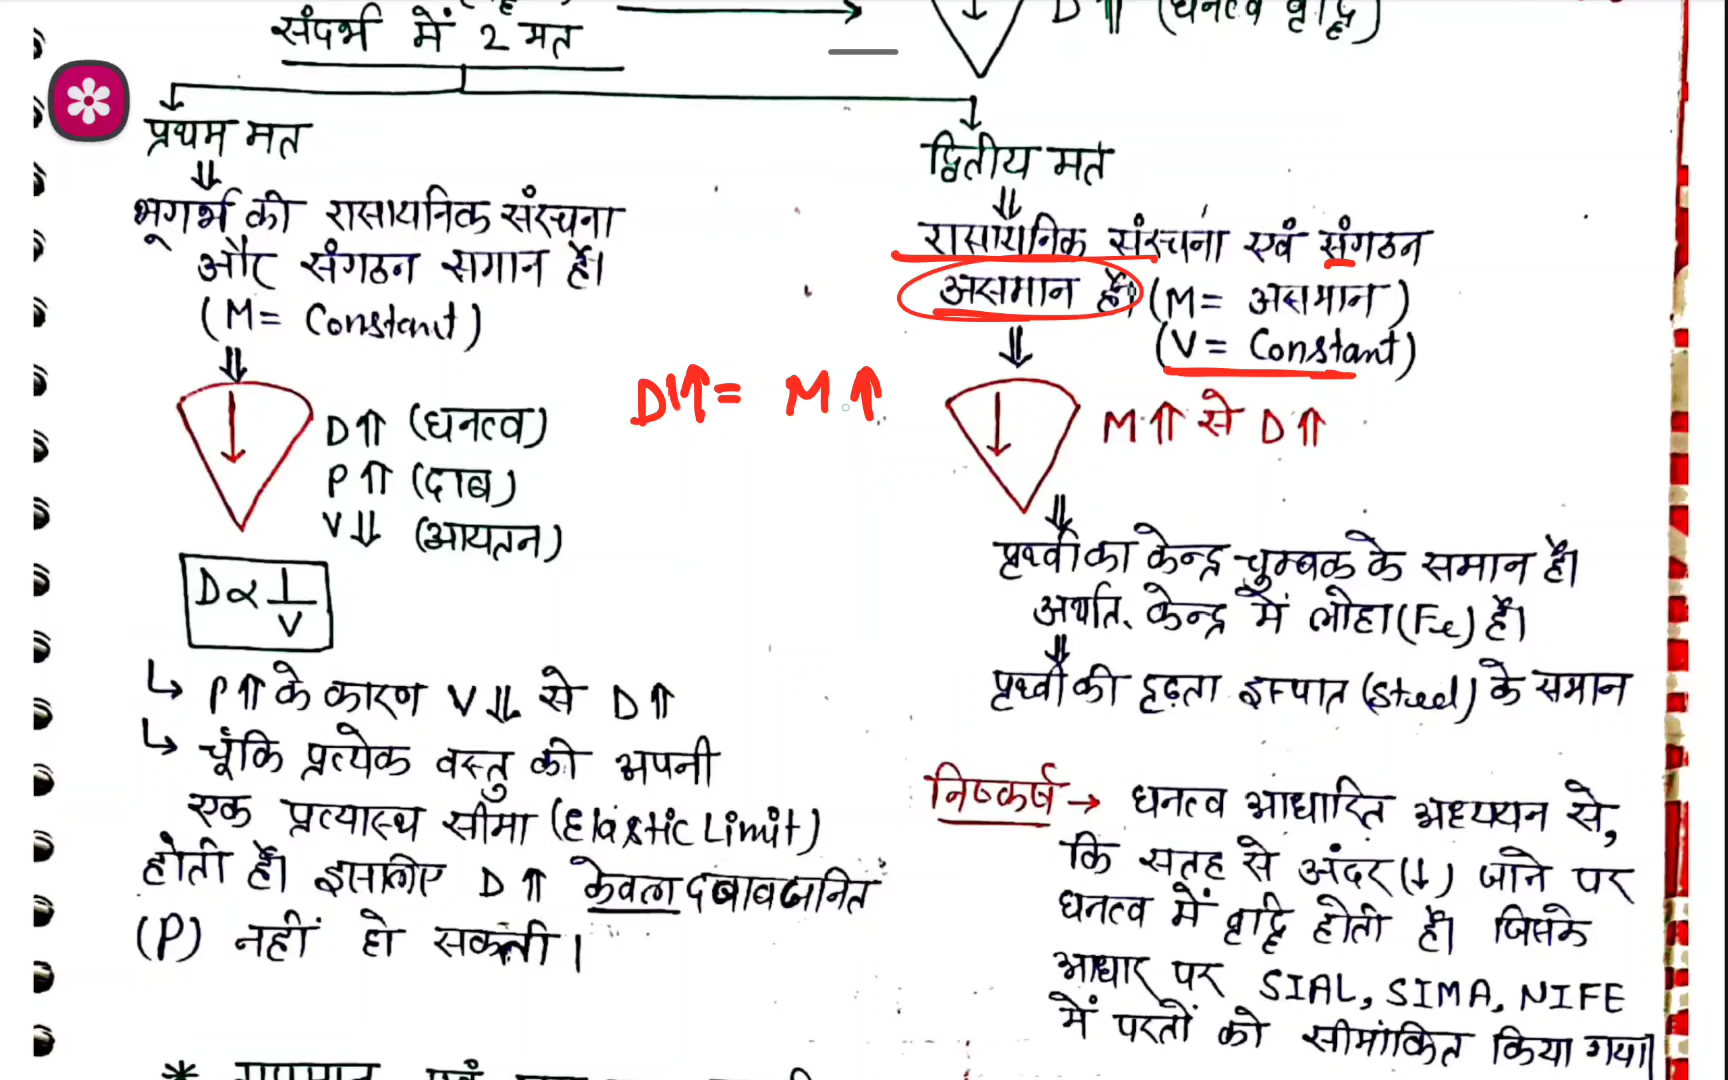 संदर्भ में 2 मत
D⇈ (घनत्व वृद्धि)
प्रथम मत
भूगर्भ की रासायनिक संरचना
और संगठन समान है।
(M= Constant)
D⇈ (घनत्व)
P⇈ (दाब)
V⇊ (आयतन)
D∝ 1/V
↳ P⇈ के कारण V⇊ से D⇈
↳ चूंकि प्रत्येक वस्तु की अपनी
एक प्रत्यास्थ सीमा (Elastic Limit)
होती है। इसलिए D⇈ केवल दबाव जनित
(P) नहीं हो सकती।
D⇈ = M↑
द्वितीय मत
रासायनिक संरचना एवं संगठन
असमान है। (M= असमान)
(V= Constant)
M⇈ से D⇈
पृथ्वी का केन्द्र चुम्बक के समान है।
अर्थात् केन्द्र में लोहा (Fe) है।
पृथ्वी की दृढ़ता इस्पात (Steel) के समान
निष्कर्ष → घनत्व आधारित अध्ययन से,
कि सतह से अंदर (↓) जाने पर
घनत्व में वृद्धि होती है। जिसके
आधार पर SIAL, SIMA, NIFE
में परतों को सीमांकित किया गया।